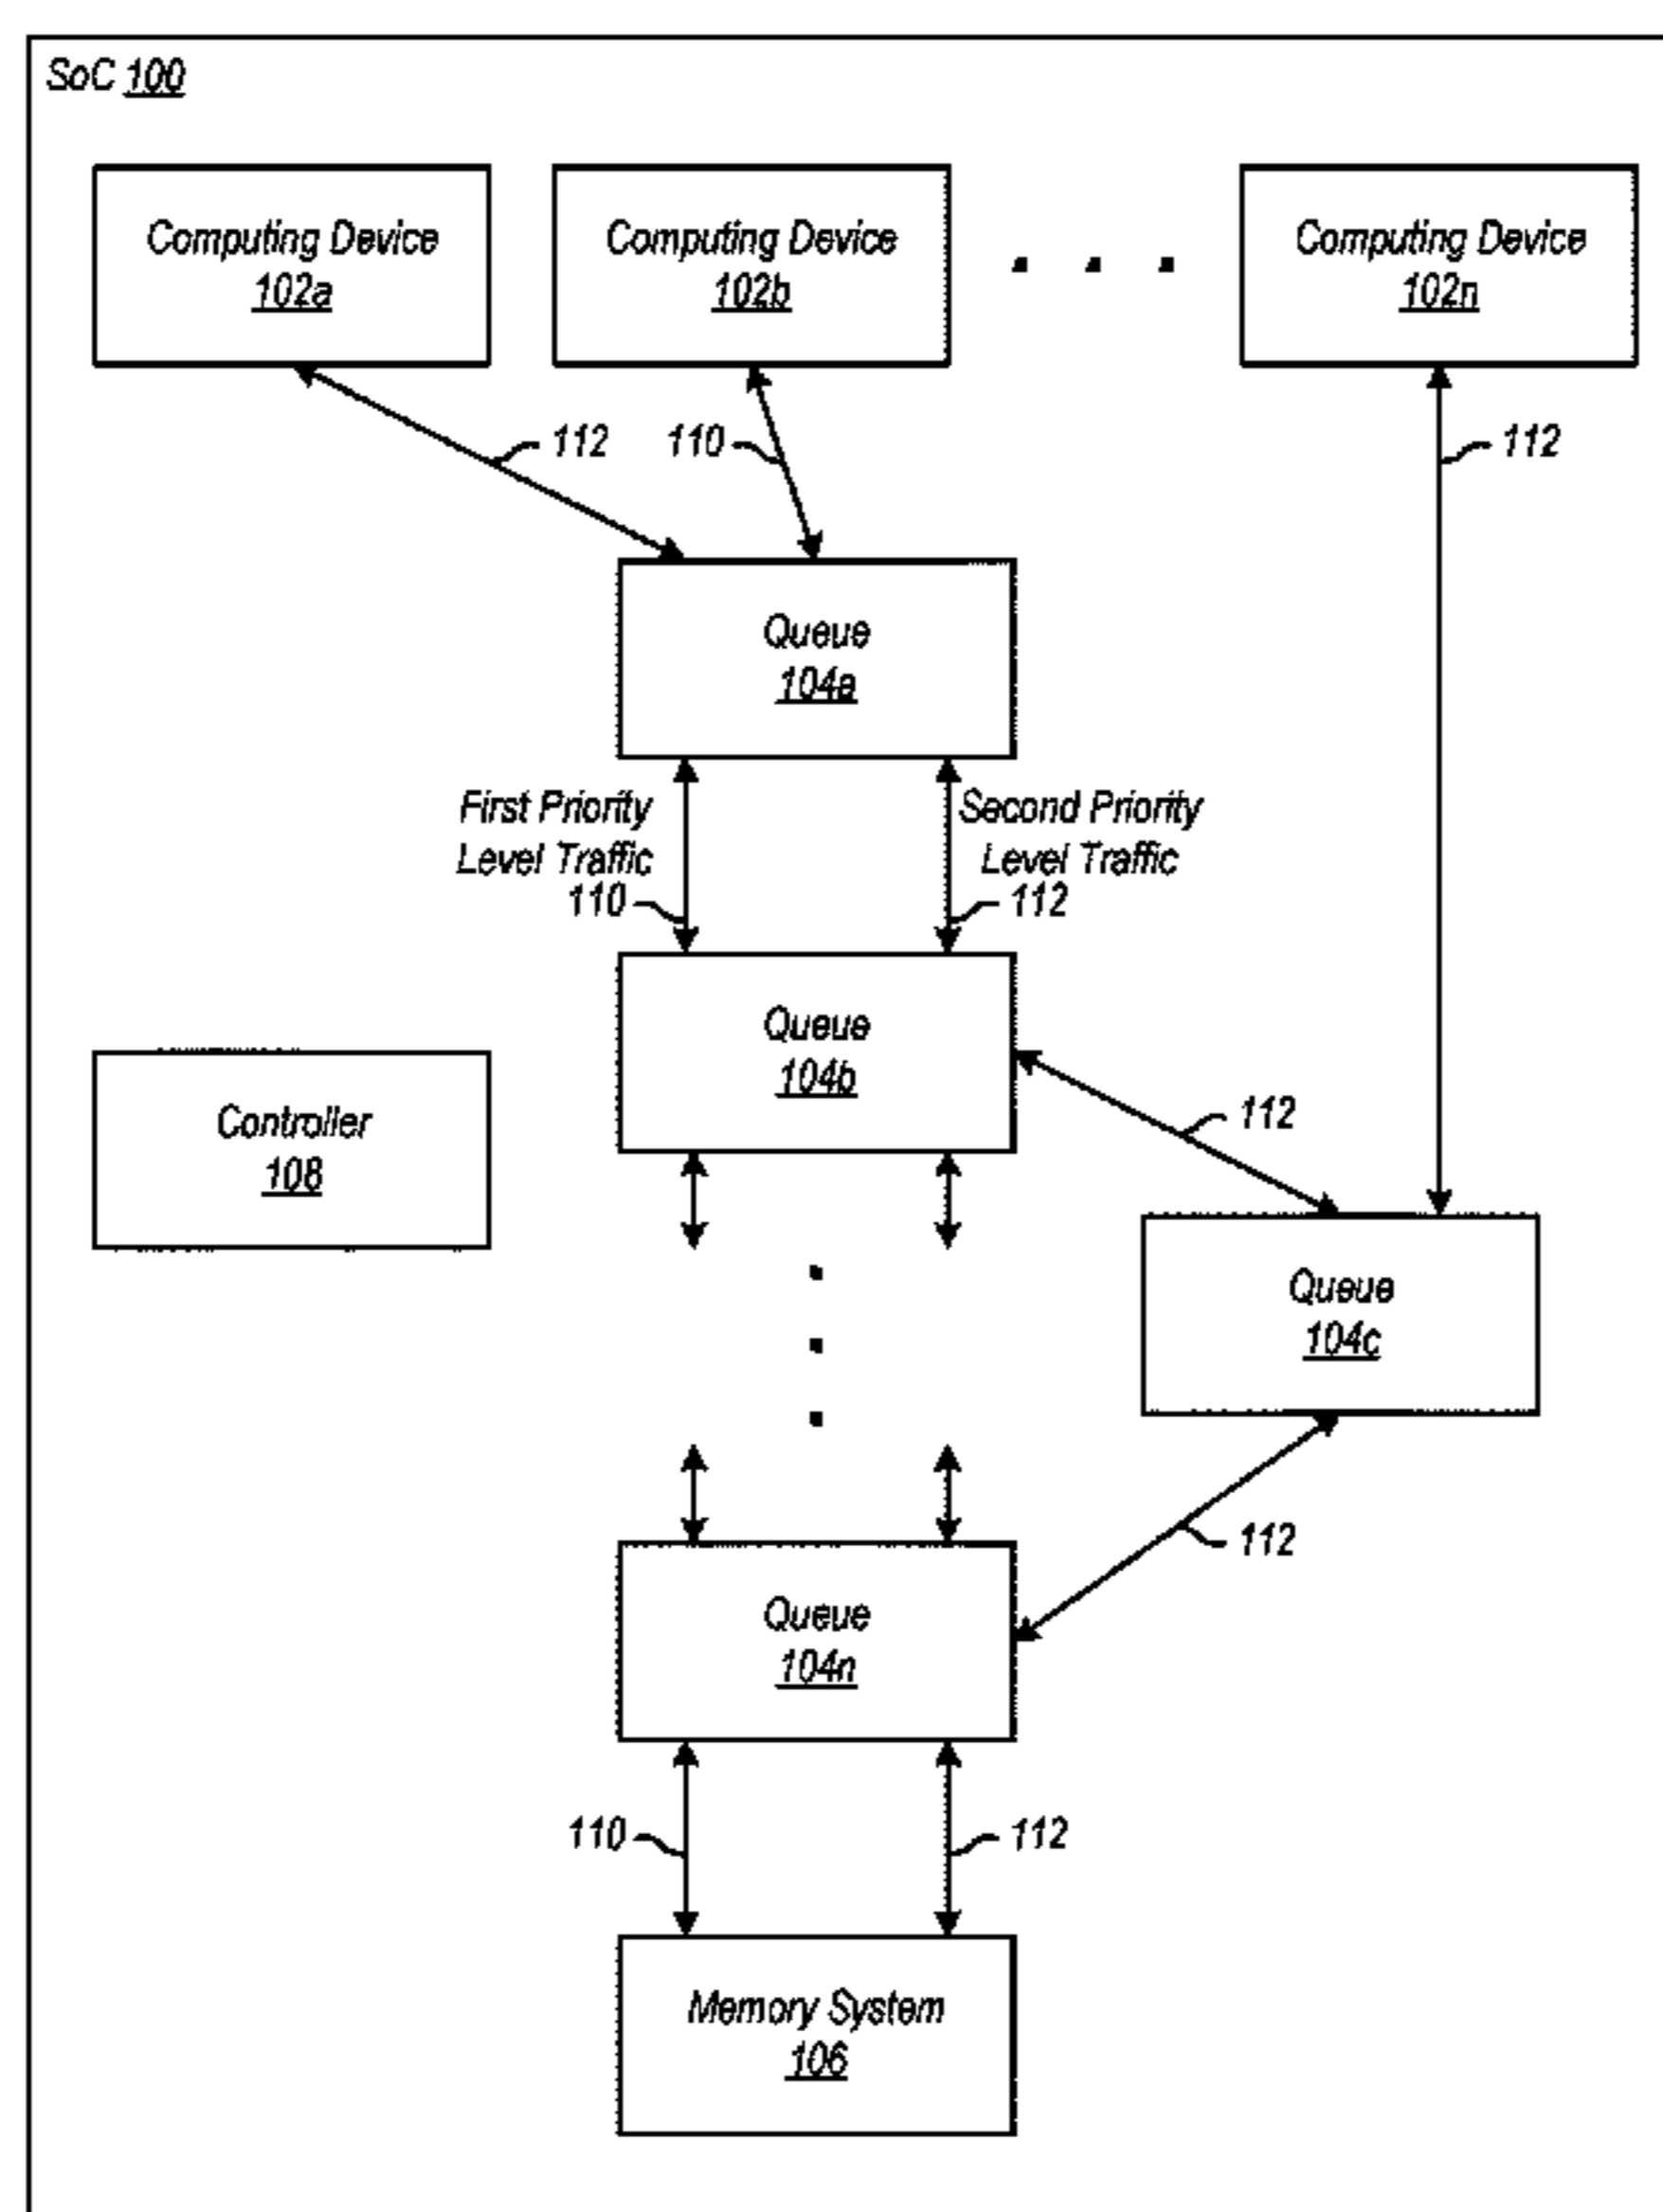 SoC 100
Computing Device
102a
Computing Device
102b
Computing Device
102n
112
110
112
Queue
104a
First Priority
Level Traffic
110
Second Priority
Level Traffic
112
Queue
104b
Controller
108
112
Queue
104c
112
Queue
104n
110
112
Memory System
106